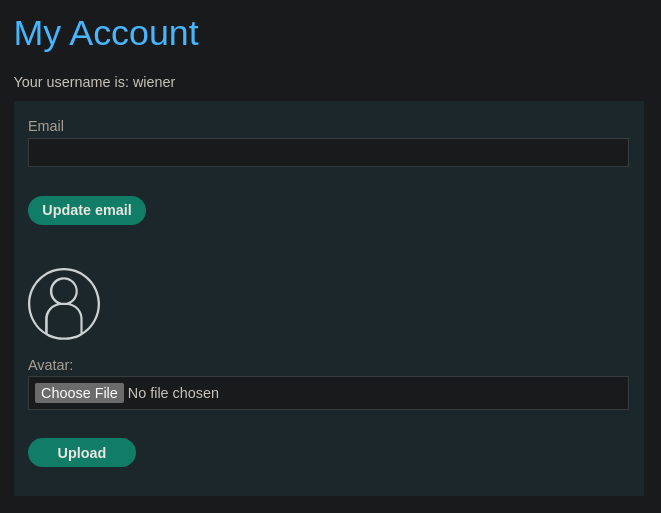 My Account
Your username is: wiener
Email
Update email
Avatar:
Choose File No file chosen
Upload